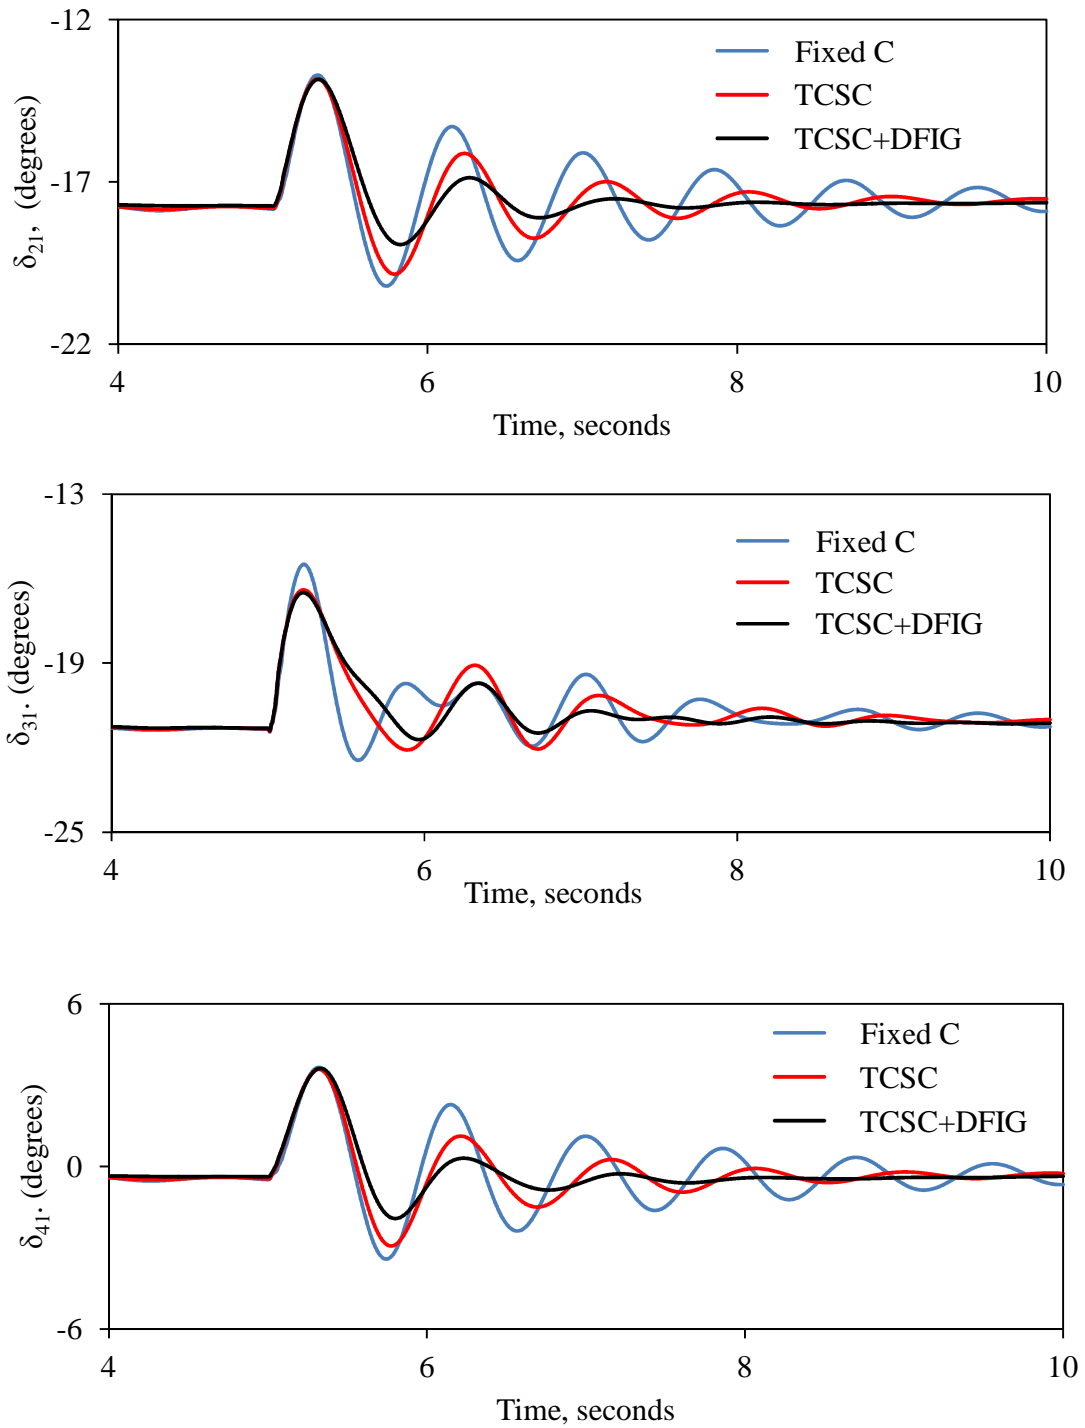 -12
Fixed C
TCSC
TCSC+DFIG
-17
-22
δ21, (degrees)
4 6 8 10
Time, seconds
-13
Fixed C
TCSC
TCSC+DFIG
-19
-25
δ31. (degrees)
4 6 8 10
Time, seconds
6
Fixed C
TCSC
TCSC+DFIG
0
-6
δ41. (degrees)
4 6 8 10
Time, seconds